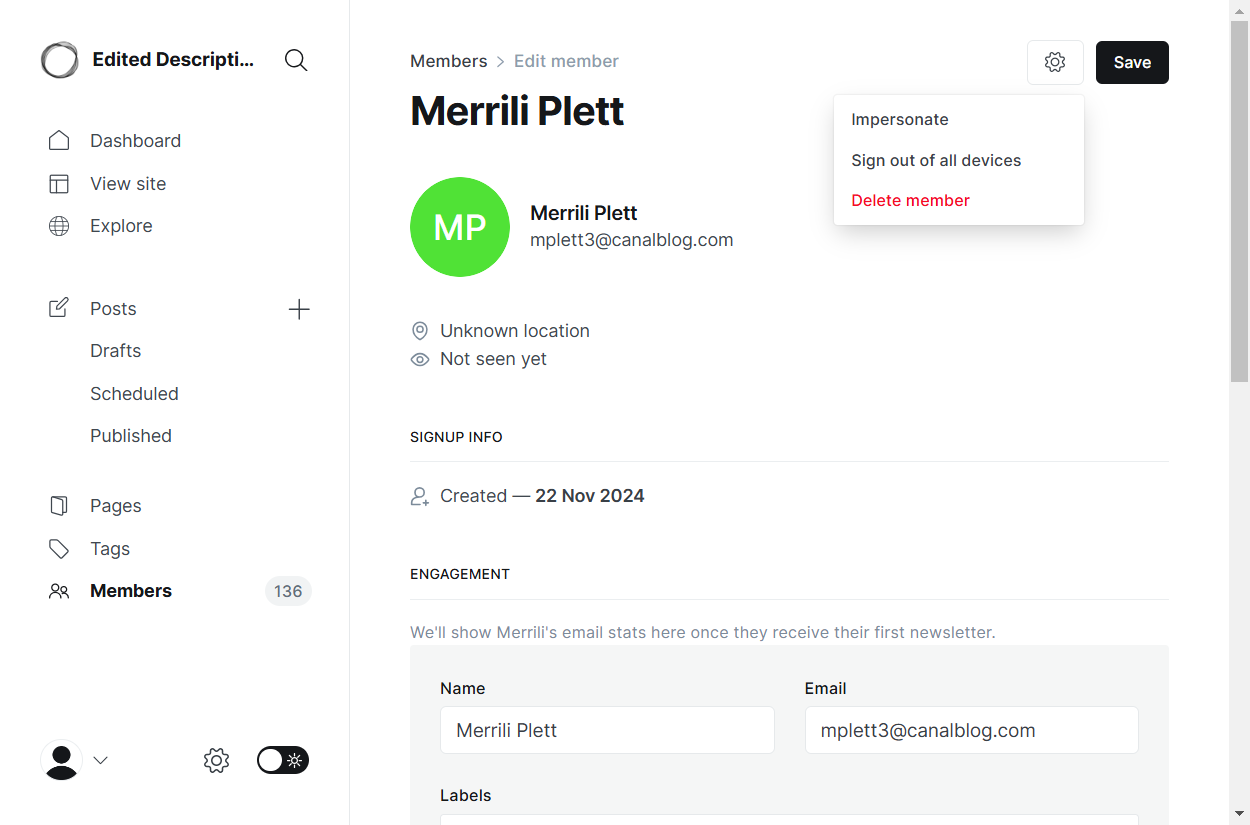 Edited Descripti...
Dashboard
View site
Explore
Posts
Drafts
Scheduled
Published
Pages
Tags
Members 136
Members > Edit member
Save
Merrili Plett
Impersonate
Sign out of all devices
Delete member
MP
Merrili Plett
mplett3@canalblog.com
Unknown location
Not seen yet
SIGNUP INFO
Created — 22 Nov 2024
ENGAGEMENT
We'll show Merrili's email stats here once they receive their first newsletter.
Name Email
Merrili Plett mplett3@canalblog.com
Labels